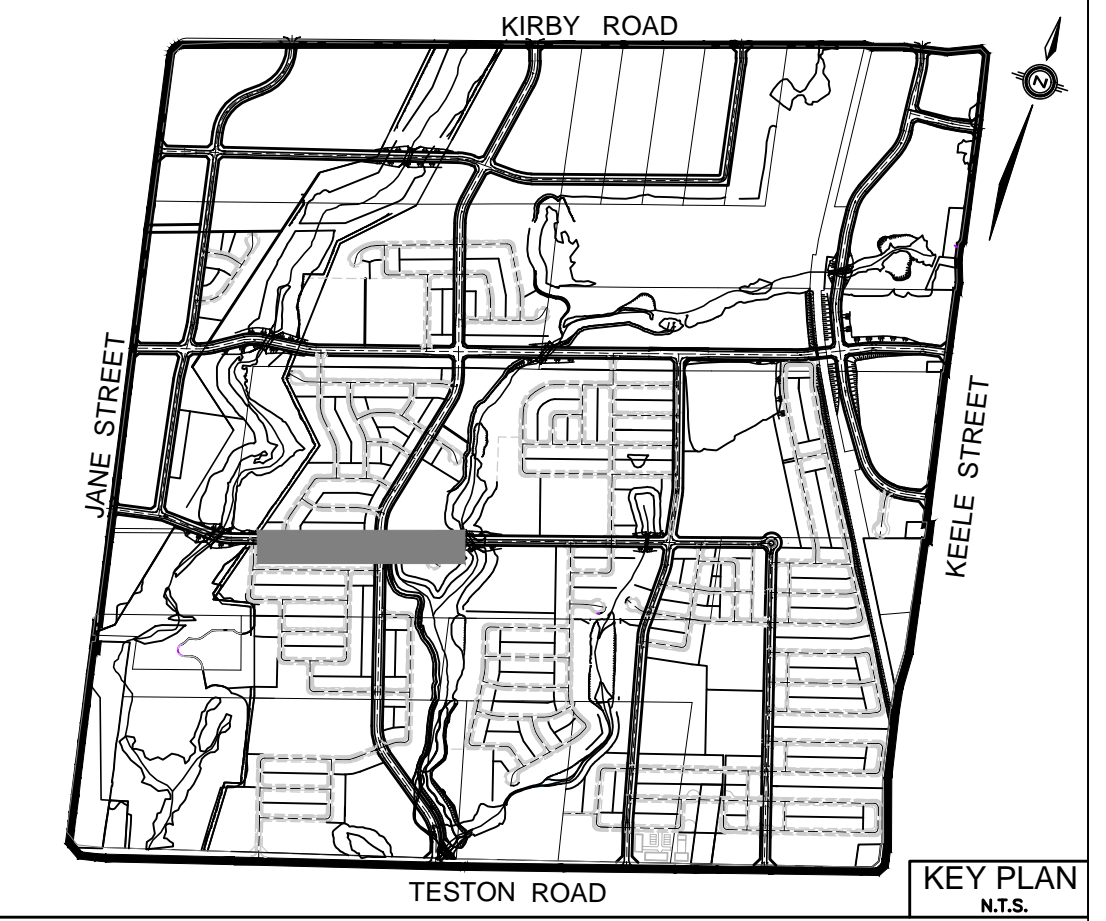 KIRBY ROAD
N
JANE STREET
KEELE STREET
TESTON ROAD
KEY PLAN
N.T.S.